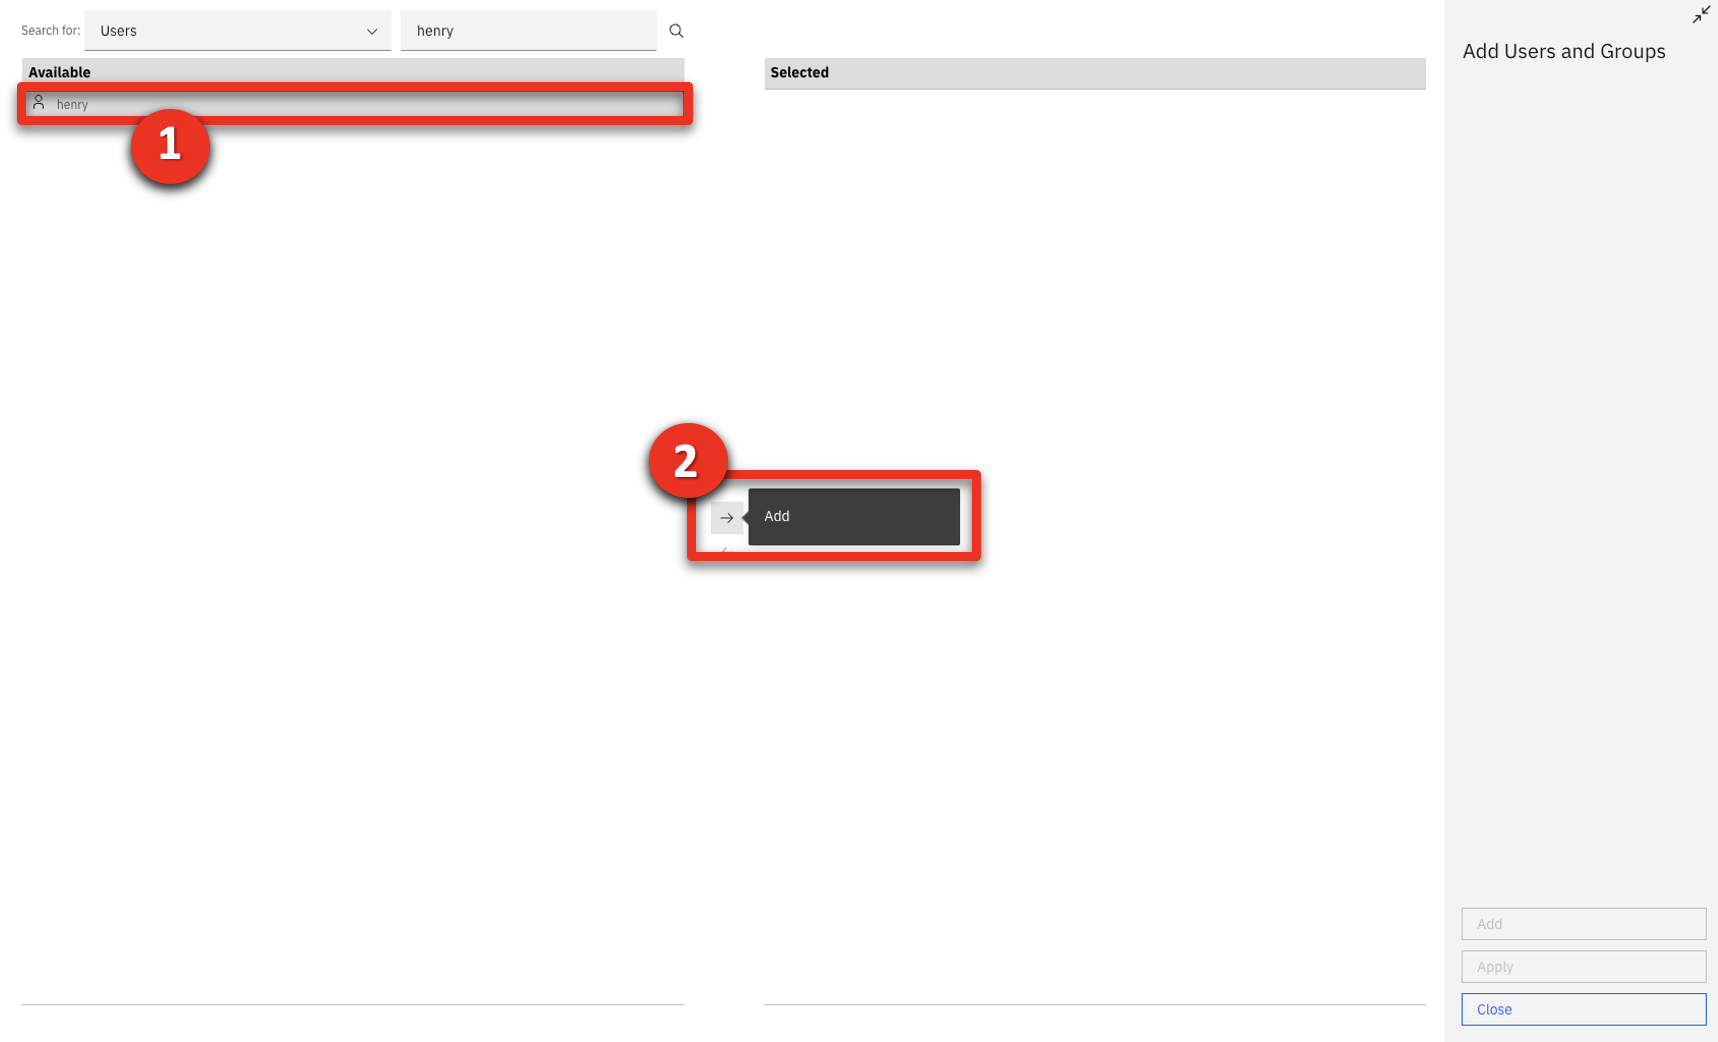 Search for: Users henry
Add Users and Groups
Available
Selected
henry
1
2
Add
Add
Apply
Close